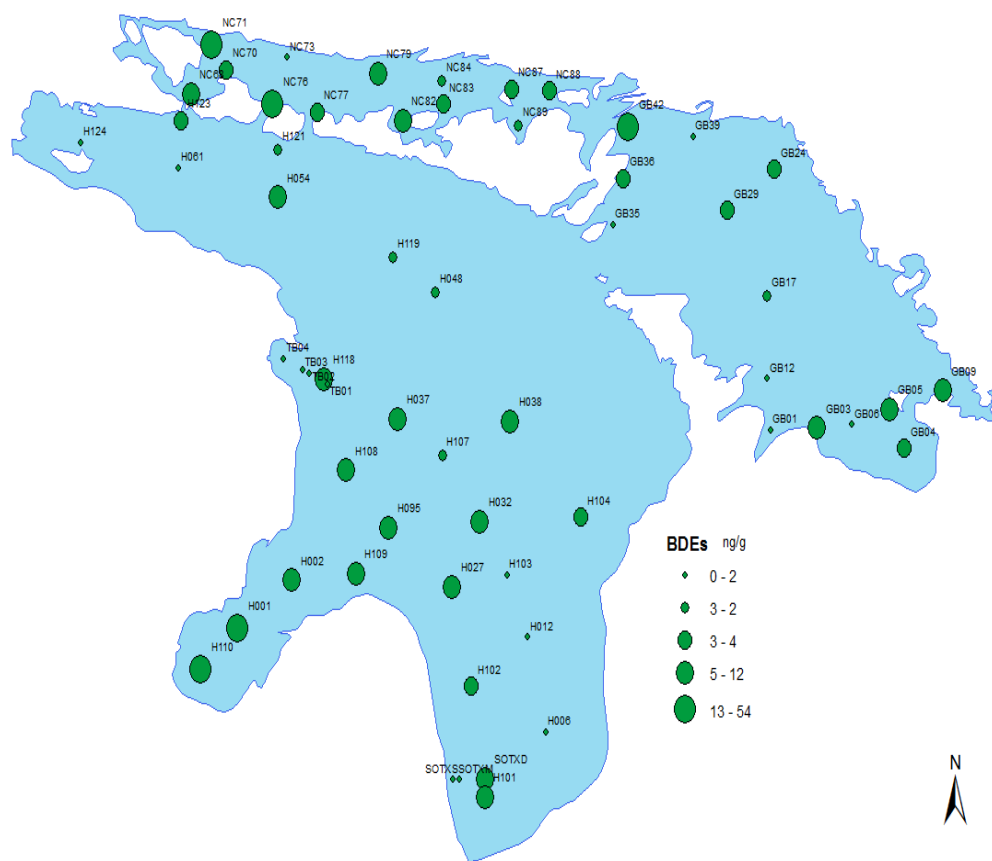 NC71
NC73
NC70
NC79
NC84
NC87
NC88
NC76
NC83
H123
NC77
NC82
GB42
NC89
GB39
H124
H121
H061
GB36
GB24
H054
GB29
GB35
H119
GB17
H048
TB04
TB03
H118
TB02
TB01
GB12
GB09
GB05
H037
H038
GB03
GB06
GB01
GB04
H107
H108
H032
H104
H095
BDEs ng/g
0 - 2
3 - 2
3 - 4
5 - 12
13 - 54
H109
H103
H002
H027
H001
H012
H110
H102
H006
SOTXD
SOTXSSOTXM
H101
N